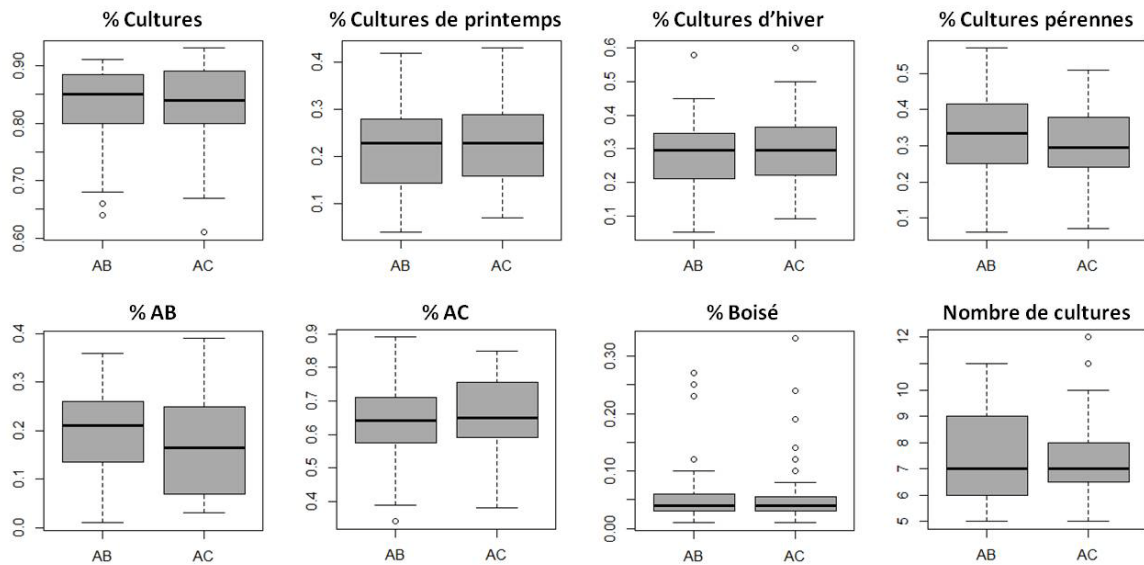 % Cultures
% Cultures de printemps
% Cultures d’hiver
% Cultures pérennes
0.60 0.70 0.80 0.90
0.1 0.2 0.3 0.4
0.1 0.2 0.3 0.4 0.5 0.6
0.1 0.2 0.3 0.4 0.5
AB AC
AB AC
AB AC
AB AC
% AB
% AC
% Boisé
Nombre de cultures
0.0 0.1 0.2 0.3 0.4
0.4 0.5 0.6 0.7 0.8 0.9
0.00 0.10 0.20 0.30
5 6 7 8 9 10 11 12
AB AC
AB AC
AB AC
AB AC